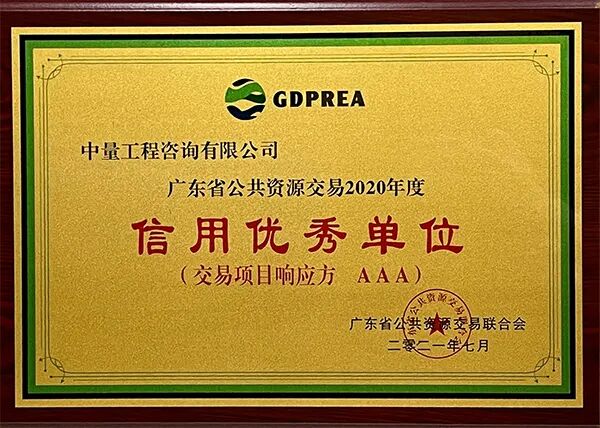 GDPREA
中量工程咨询有限公司
广东省公共资源交易2020年度
信用优秀单位
（交易项目响应方 AAA）
广东省公共资源交易联合会
二〇二一年七月